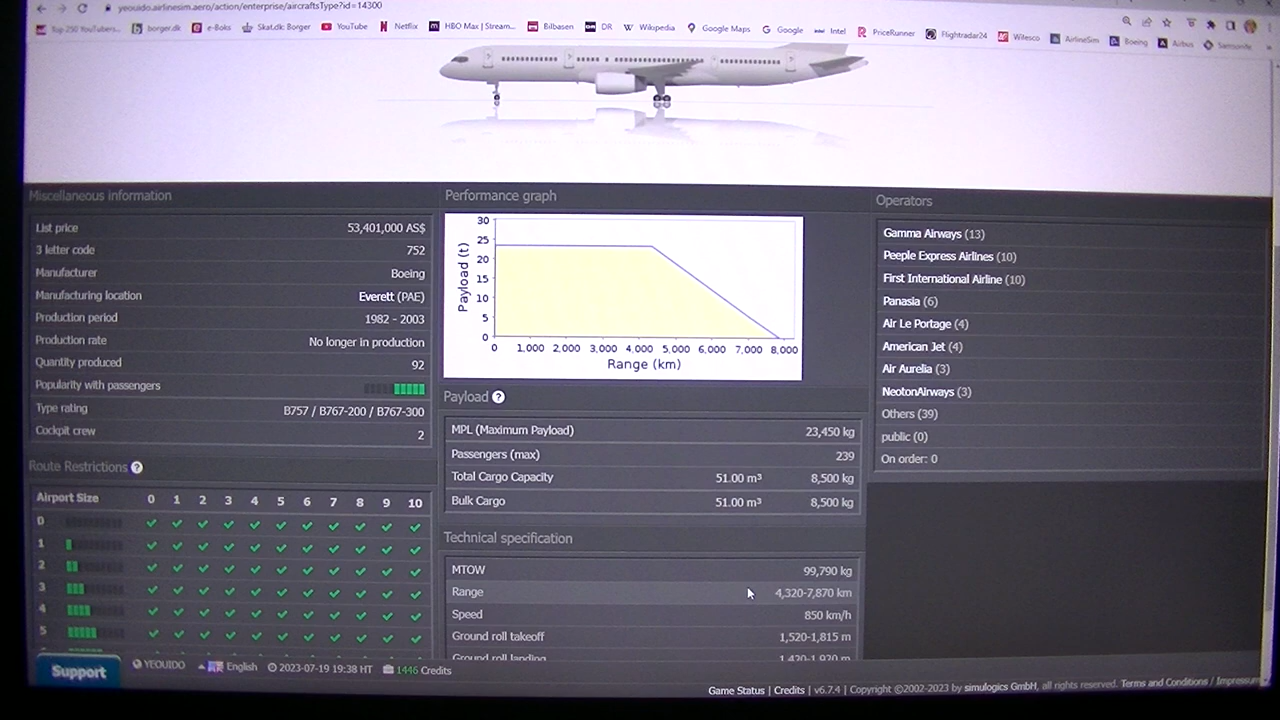 yeouido.airlinesim.aero/action/enterprise/aircraftsType?id=14300
Top 250 YouTubers... borger.dk e-Boks Skat.dk: Borger YouTube Netflix HBO Max | Stream... Bilbasen DR Wikipedia Google Maps Google Intel PriceRunner Flightradar24 Wilesco AirlineSim Boeing Airbus
Miscellaneous information
List price 53,401,000 AS$
3 letter code 752
Manufacturer Boeing
Manufacturing location Everett (PAE)
Production period 1982 - 2003
Production rate No longer in production
Quantity produced 92
Popularity with passengers
Type rating B757 / B767-200 / B767-300
Cockpit crew 2
Route Restrictions ?
Airport Size 0 1 2 3 4 5 6 7 8 9 10
0
1
2
3
4
5
Performance graph
Payload (t)
30
25
20
15
10
5
0
0 1,000 2,000 3,000 4,000 5,000 6,000 7,000 8,000
Range (km)
Payload ?
MPL (Maximum Payload) 23,450 kg
Passengers (max) 239
Total Cargo Capacity 51.00 m³ 8,500 kg
Bulk Cargo 51.00 m³ 8,500 kg
Technical specification
MTOW 99,790 kg
Range 4,320-7,870 km
Speed 850 km/h
Ground roll takeoff 1,520-1,815 m
Ground roll landing 1,420-1,920 m
Operators
Gamma Airways (13)
Peeple Express Airlines (10)
First International Airline (10)
Panasia (6)
Air Le Portage (4)
American Jet (4)
Air Aurelia (3)
NeotonAirways (3)
Others (39)
public (0)
On order: 0
Support
YEOUIDO English 2023-07-19 19:38 HT 1446 Credits
Game Status | Credits | v6.7.4 | Copyright ©2002-2023 by simulogics GmbH, all rights reserved. Terms and Conditions / Impressum